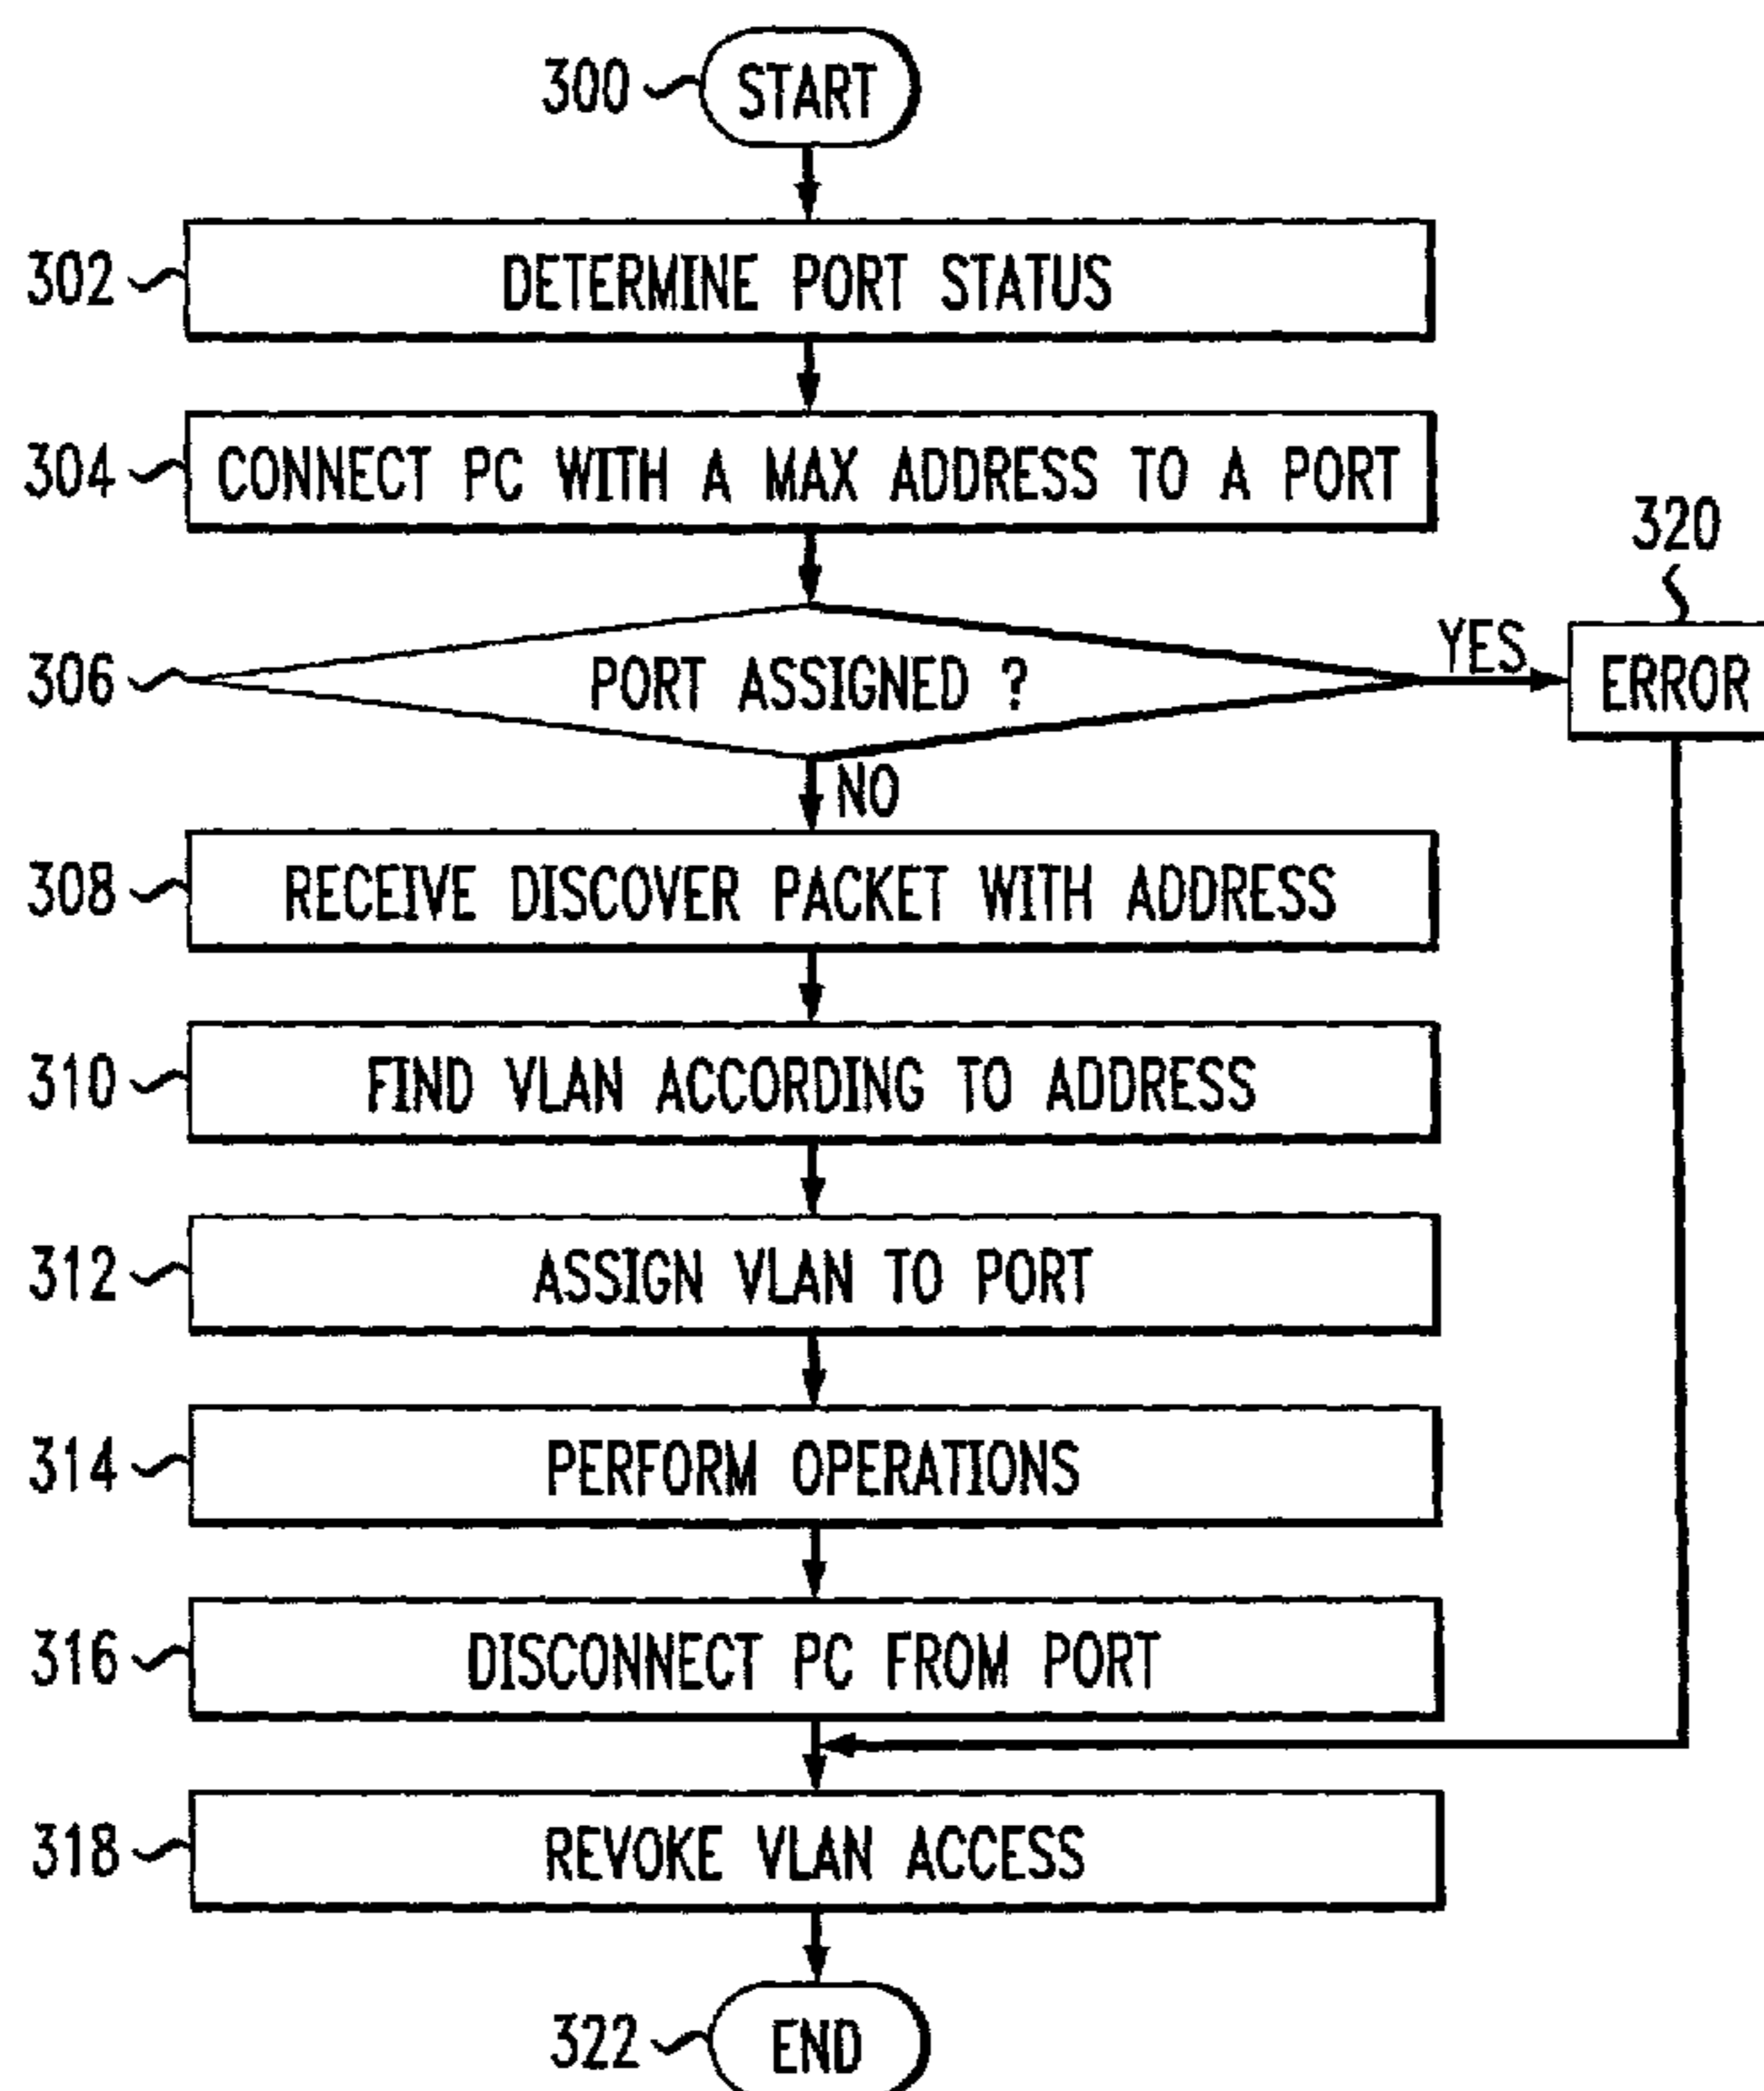 300 START
302 DETERMINE PORT STATUS
304 CONNECT PC WITH A MAX ADDRESS TO A PORT
320
306 PORT ASSIGNED ? YES ERROR
NO
308 RECEIVE DISCOVER PACKET WITH ADDRESS
310 FIND VLAN ACCORDING TO ADDRESS
312 ASSIGN VLAN TO PORT
314 PERFORM OPERATIONS
316 DISCONNECT PC FROM PORT
318 REVOKE VLAN ACCESS
322 END